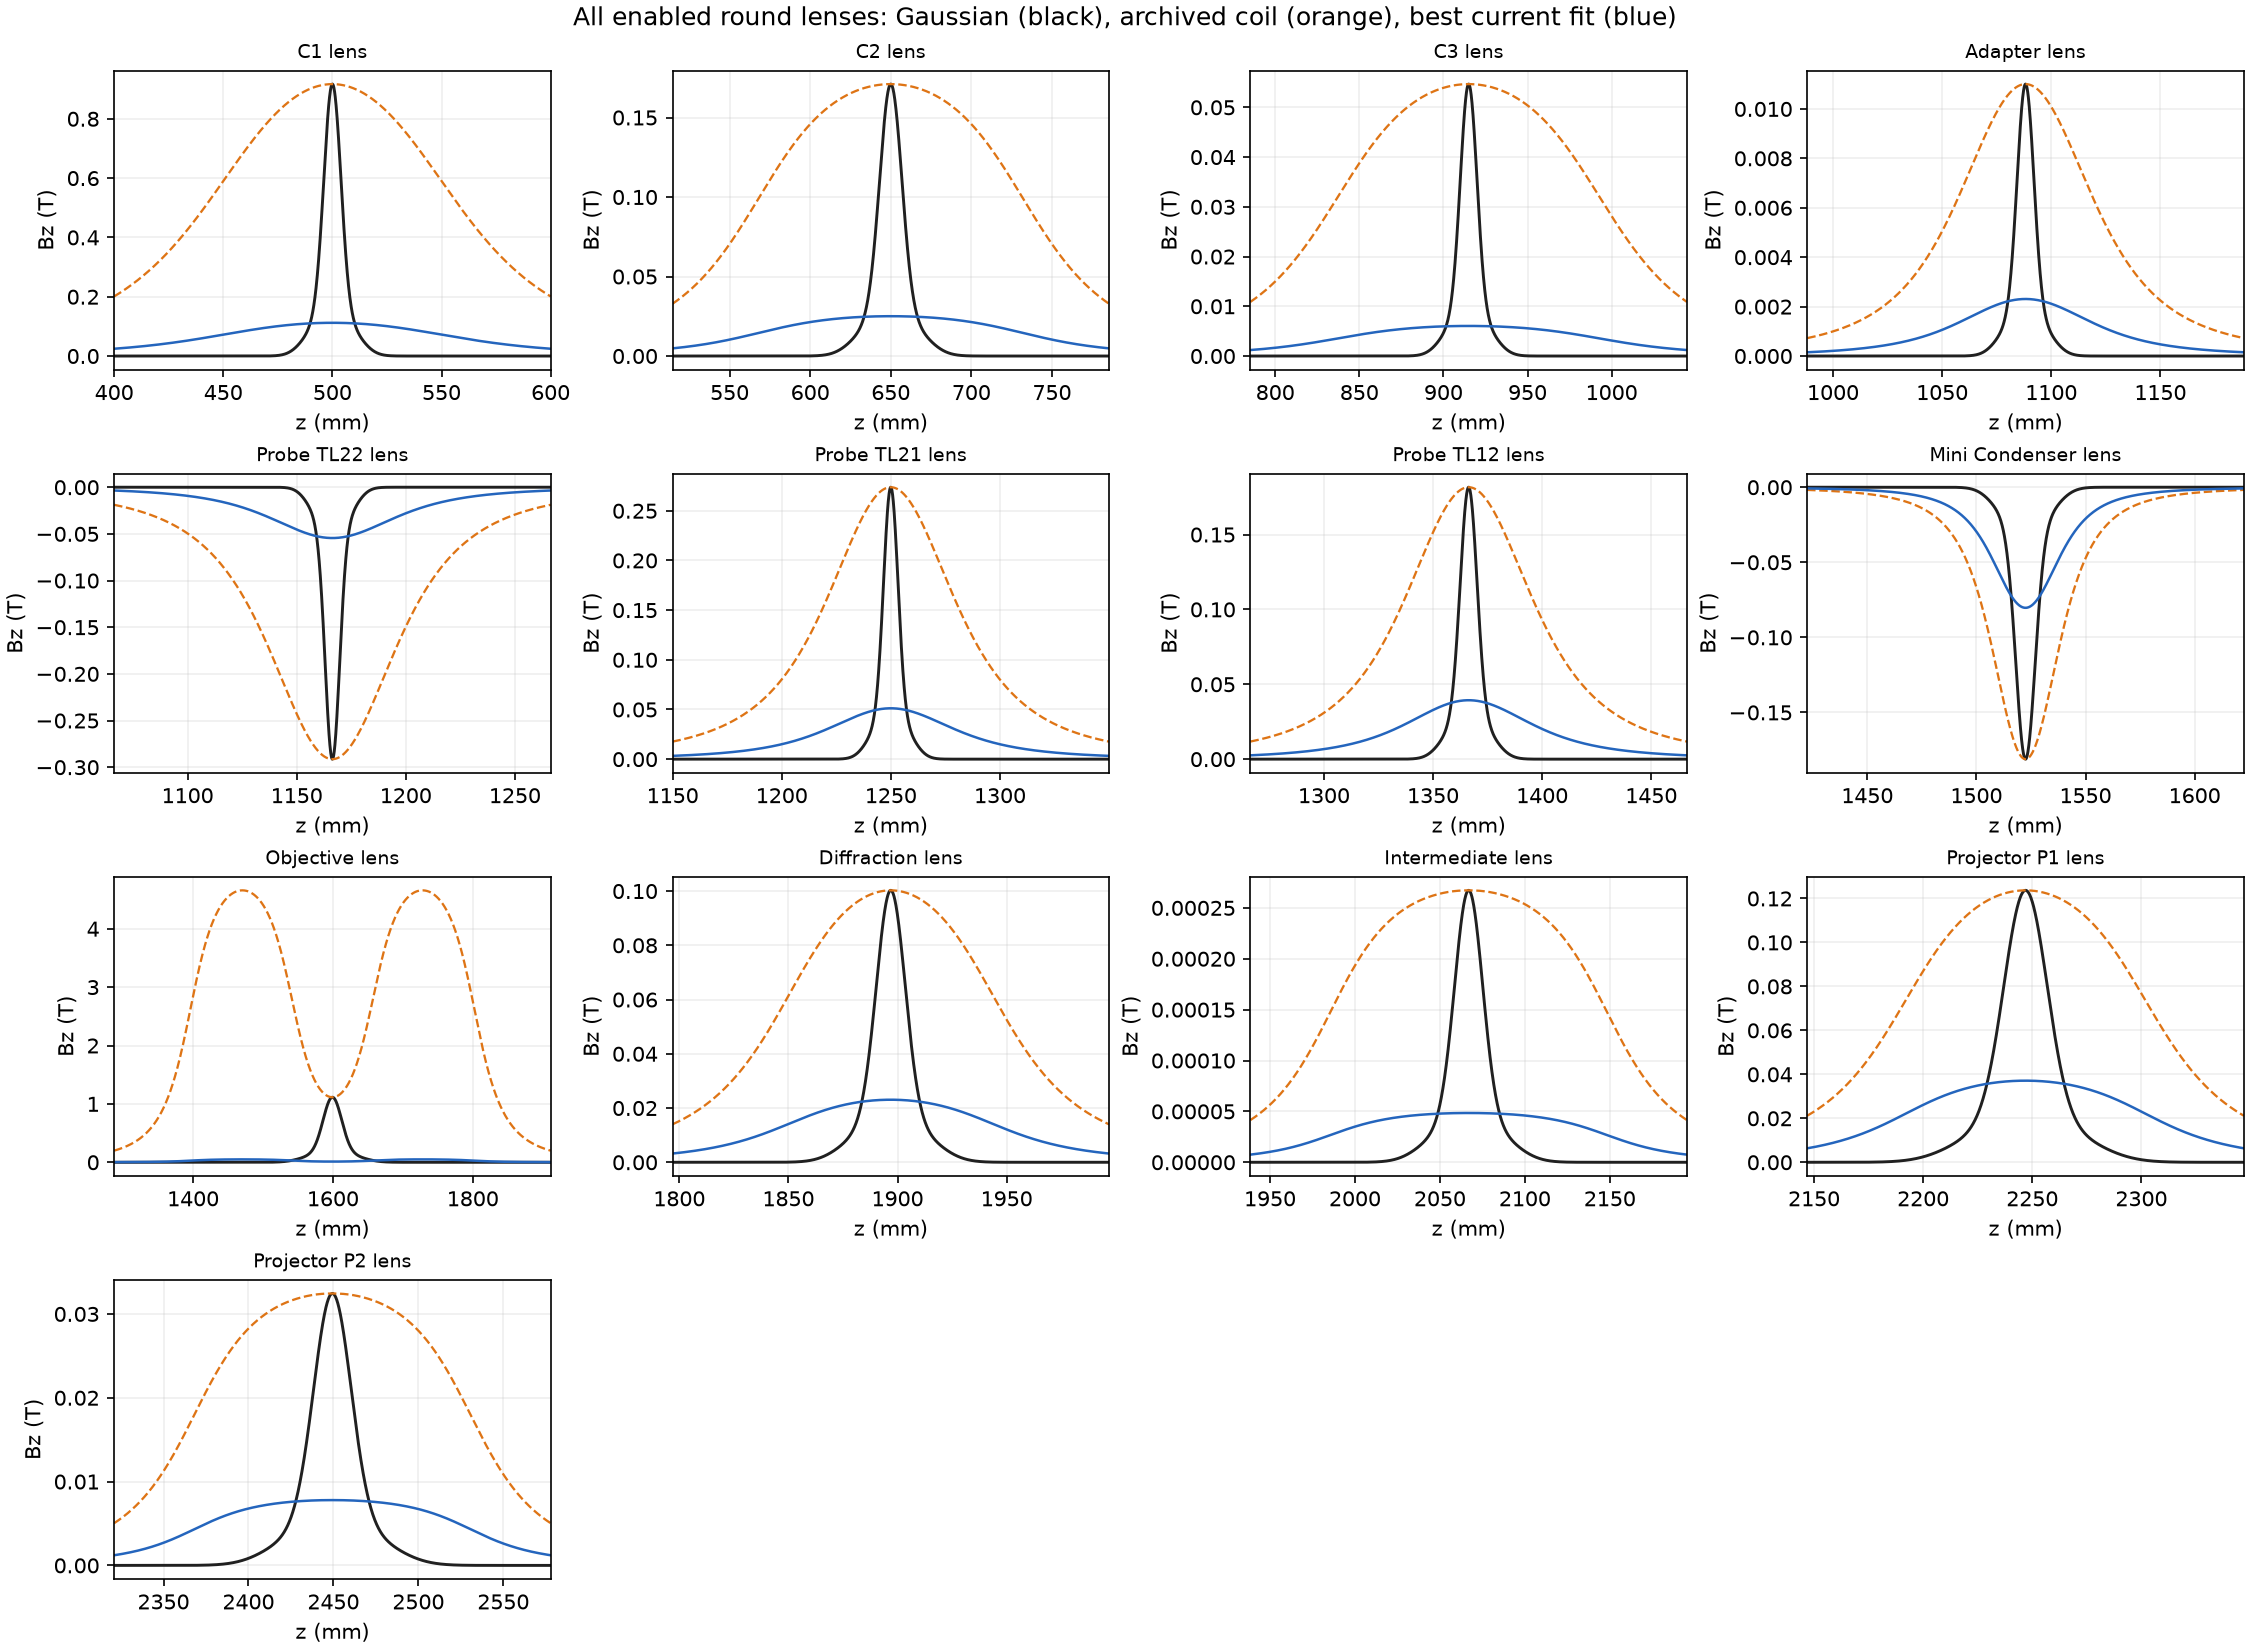 All enabled round lenses: Gaussian (black), archived coil (orange), best current fit (blue)
C1 lens
C2 lens
C3 lens
Adapter lens
Bz (T)
0.8
0.6
0.4
0.2
0.0
400 450 500 550 600
z (mm)
Bz (T)
0.15
0.10
0.05
0.00
550 600 650 700 750
z (mm)
Bz (T)
0.05
0.04
0.03
0.02
0.01
0.00
800 850 900 950 1000
z (mm)
Bz (T)
0.010
0.008
0.006
0.004
0.002
0.000
1000 1050 1100 1150
z (mm)
Probe TL22 lens
Probe TL21 lens
Probe TL12 lens
Mini Condenser lens
Bz (T)
0.00
−0.05
−0.10
−0.15
−0.20
−0.25
−0.30
1100 1150 1200 1250
z (mm)
Bz (T)
0.25
0.20
0.15
0.10
0.05
0.00
1150 1200 1250 1300
z (mm)
Bz (T)
0.15
0.10
0.05
0.00
1300 1350 1400 1450
z (mm)
Bz (T)
0.00
−0.05
−0.10
−0.15
1450 1500 1550 1600
z (mm)
Objective lens
Diffraction lens
Intermediate lens
Projector P1 lens
Bz (T)
4
3
2
1
0
1400 1600 1800
z (mm)
Bz (T)
0.10
0.08
0.06
0.04
0.02
0.00
1800 1850 1900 1950
z (mm)
Bz (T)
0.00025
0.00020
0.00015
0.00010
0.00005
0.00000
1950 2000 2050 2100 2150
z (mm)
Bz (T)
0.12
0.10
0.08
0.06
0.04
0.02
0.00
2150 2200 2250 2300
z (mm)
Projector P2 lens
Bz (T)
0.03
0.02
0.01
0.00
2350 2400 2450 2500 2550
z (mm)